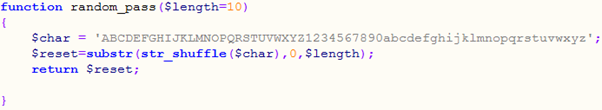 function random_pass($length=10)
{
$char = 'ABCDEFGHIJKLMNOPQRSTUVWXYZ1234567890abcdefghijklmnopqrstuvwxyz';
$reset=substr(str_shuffle($char),0,$length);
return $reset;
}